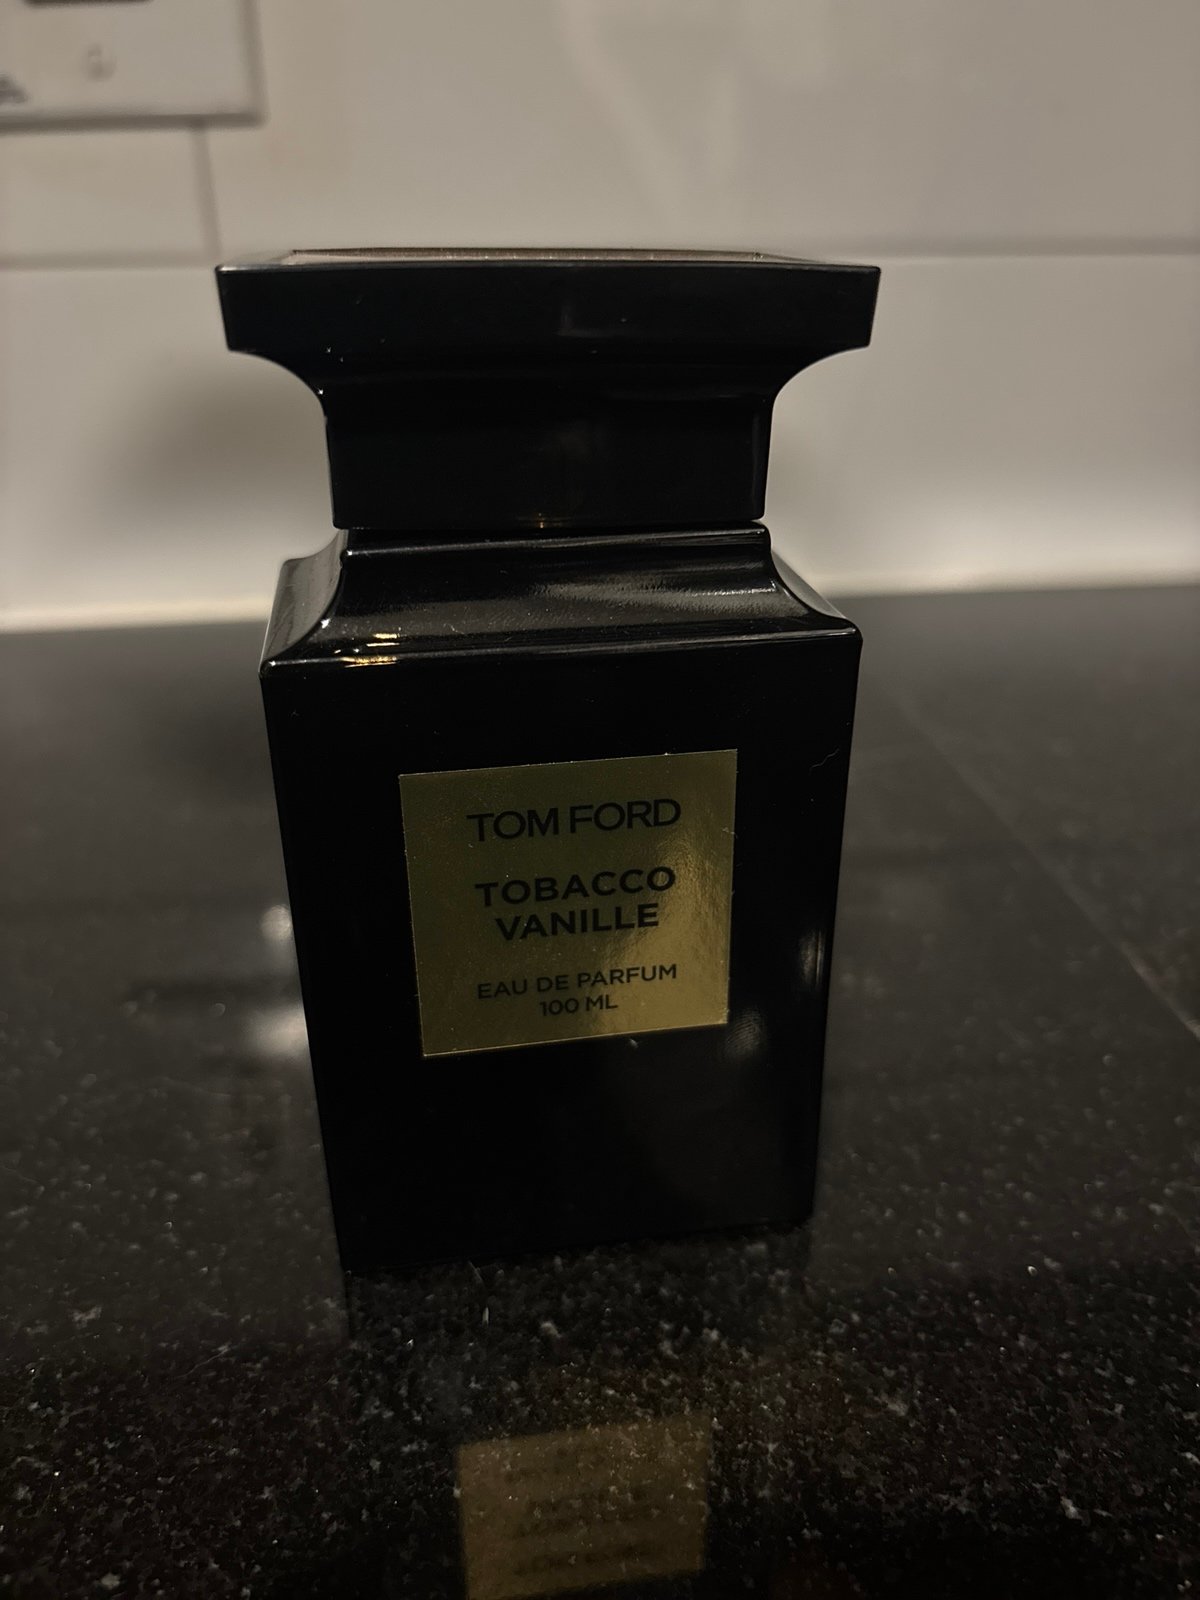 TOM FORD
TOBACCO
VANILLE
EAU DE PARFUM
100 ML